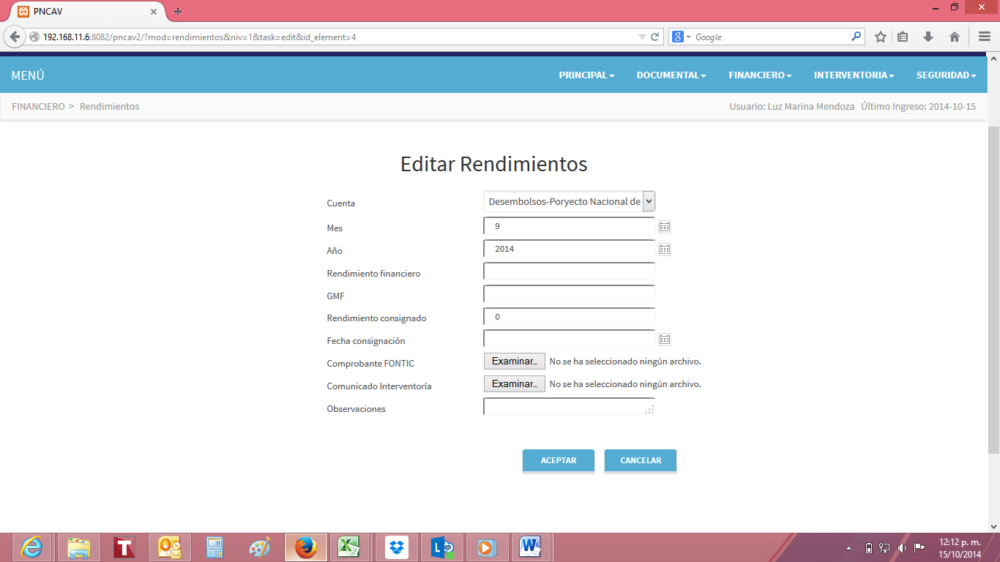 PNCAV
192.168.11.6:8082/pncav2/?mod=rendimientos&niv=1&task=edit&id_element=4
Google
MENÚ PRINCIPAL DOCUMENTAL FINANCIERO INTERVENTORIA SEGURIDAD
FINANCIERO > Rendimientos Usuario: Luz Marina Mendoza Último Ingreso: 2014-10-15
Editar Rendimientos
Cuenta Desembolsos-Poryecto Nacional de
Mes 9
Año 2014
Rendimiento financiero
GMF
Rendimiento consignado 0
Fecha consignación
Comprobante FONTIC Examinar... No se ha seleccionado ningún archivo.
Comunicado Interventoría Examinar... No se ha seleccionado ningún archivo.
Observaciones
ACEPTAR CANCELAR
12:12 p. m.
15/10/2014